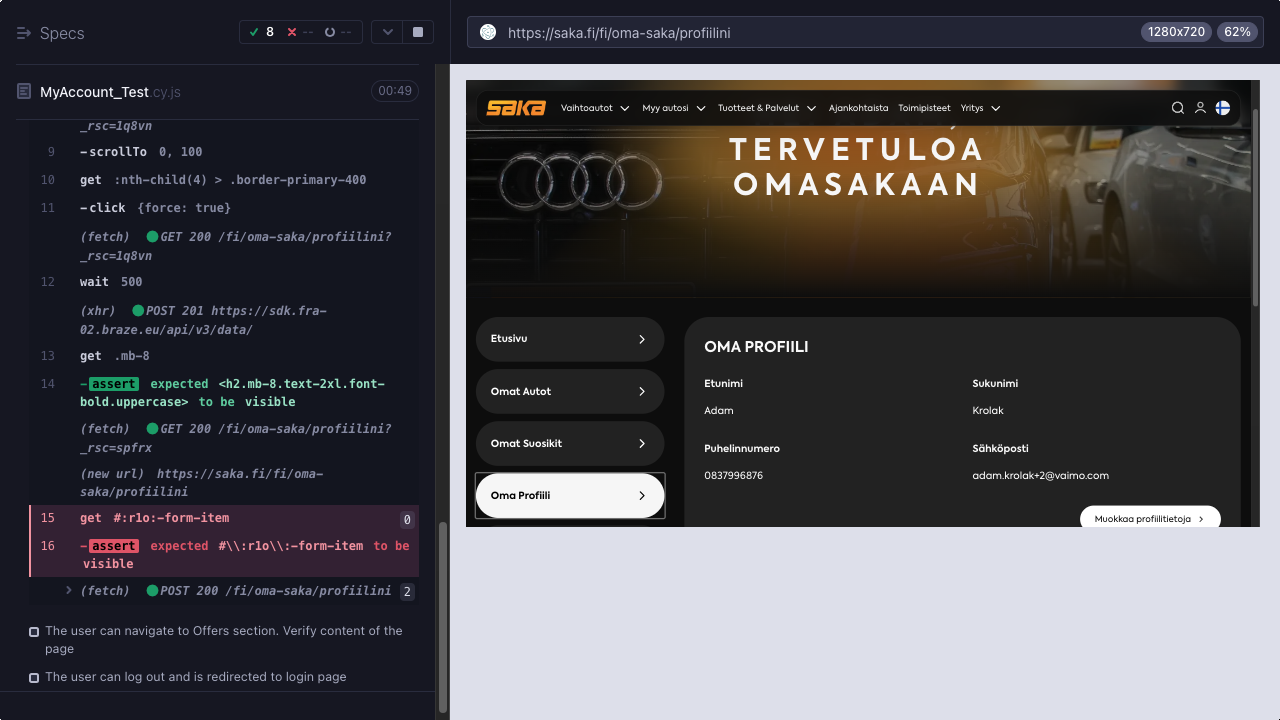 Specs
8
--
--
https://saka.fi/fi/oma-saka/profiilini
1280x720
62%
MyAccount_Test.cy.js
00:49
_rsc=1q8vn
9 -scrollTo 0, 100
10 get :nth-child(4) > .border-primary-400
11 -click {force: true}
(fetch) GET 200 /fi/oma-saka/profiilini?
_rsc=1q8vn
12 wait 500
(xhr) POST 201 https://sdk.fra-
02.braze.eu/api/v3/data/
13 get .mb-8
14 -assert expected <h2.mb-8.text-2xl.font-
bold.uppercase> to be visible
(fetch) GET 200 /fi/oma-saka/profiilini?
_rsc=spfrx
(new url) https://saka.fi/fi/oma-
saka/profiilini
15 get #:r1o:-form-item 0
16 -assert expected #\\:r1o\\:-form-item to be
visible
(fetch) POST 200 /fi/oma-saka/profiilini 2
The user can navigate to Offers section. Verify content of the
page
The user can log out and is redirected to login page
saka
Vaihtoautot
Myy autosi
Tuotteet & Palvelut
Ajankohtaista
Toimipisteet
Yritys
TERVETULOA
OMASAKAAN
Etusivu
Omat Autot
Omat Suosikit
Oma Profiili
OMA PROFIILI
Etunimi
Sukunimi
Adam
Krolak
Puhelinnumero
Sähköposti
0837996876
adam.krolak+2@vaimo.com
Muokkaa profiilitietoja